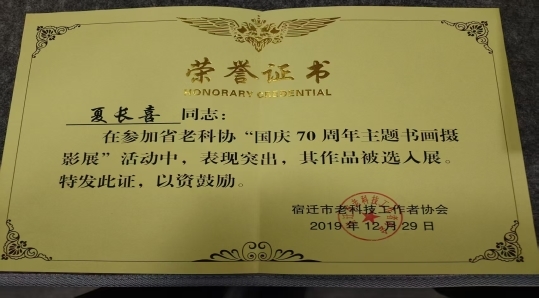 荣誉证书
HONORARY CREDENTIAL
夏长喜 同志：
在参加省老科协“国庆70周年主题书画摄
影展”活动中，表现突出，其作品被选入展。
特发此证，以资鼓励。
宿迁市老科技工作者协会
2019年12月29日